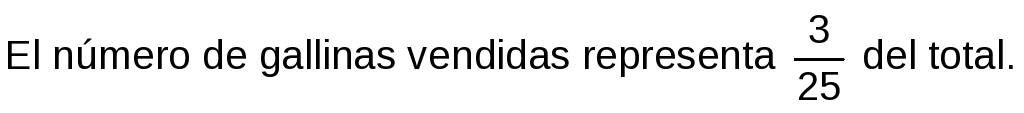 El número de gallinas vendidas representa 3/25 del total.